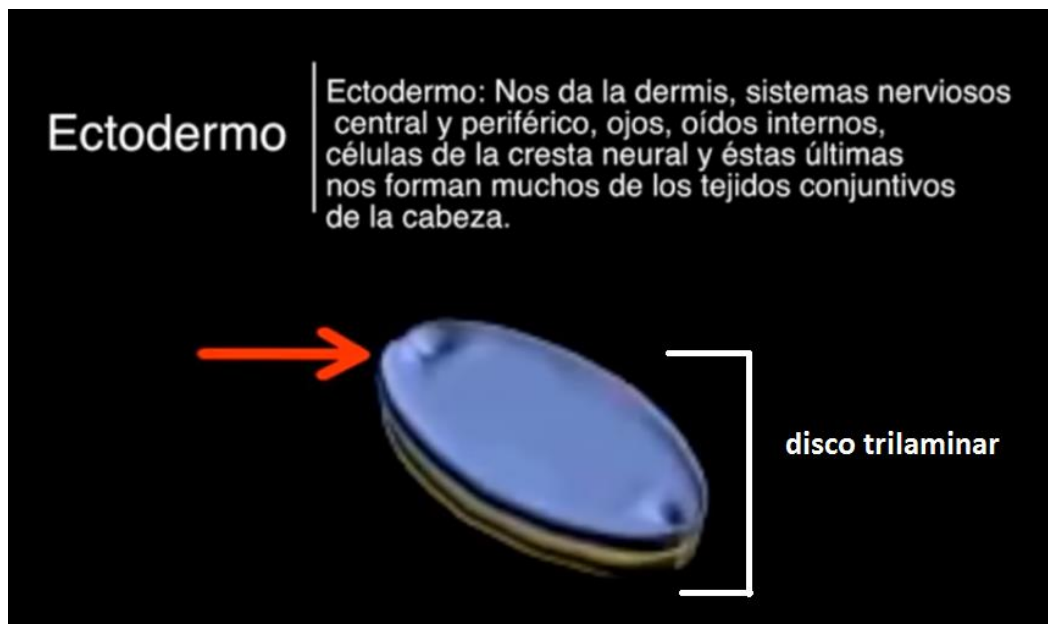 Ectodermo
Ectodermo: Nos da la dermis, sistemas nerviosos
central y periférico, ojos, oídos internos,
células de la cresta neural y éstas últimas
nos forman muchos de los tejidos conjuntivos
de la cabeza.
disco trilaminar